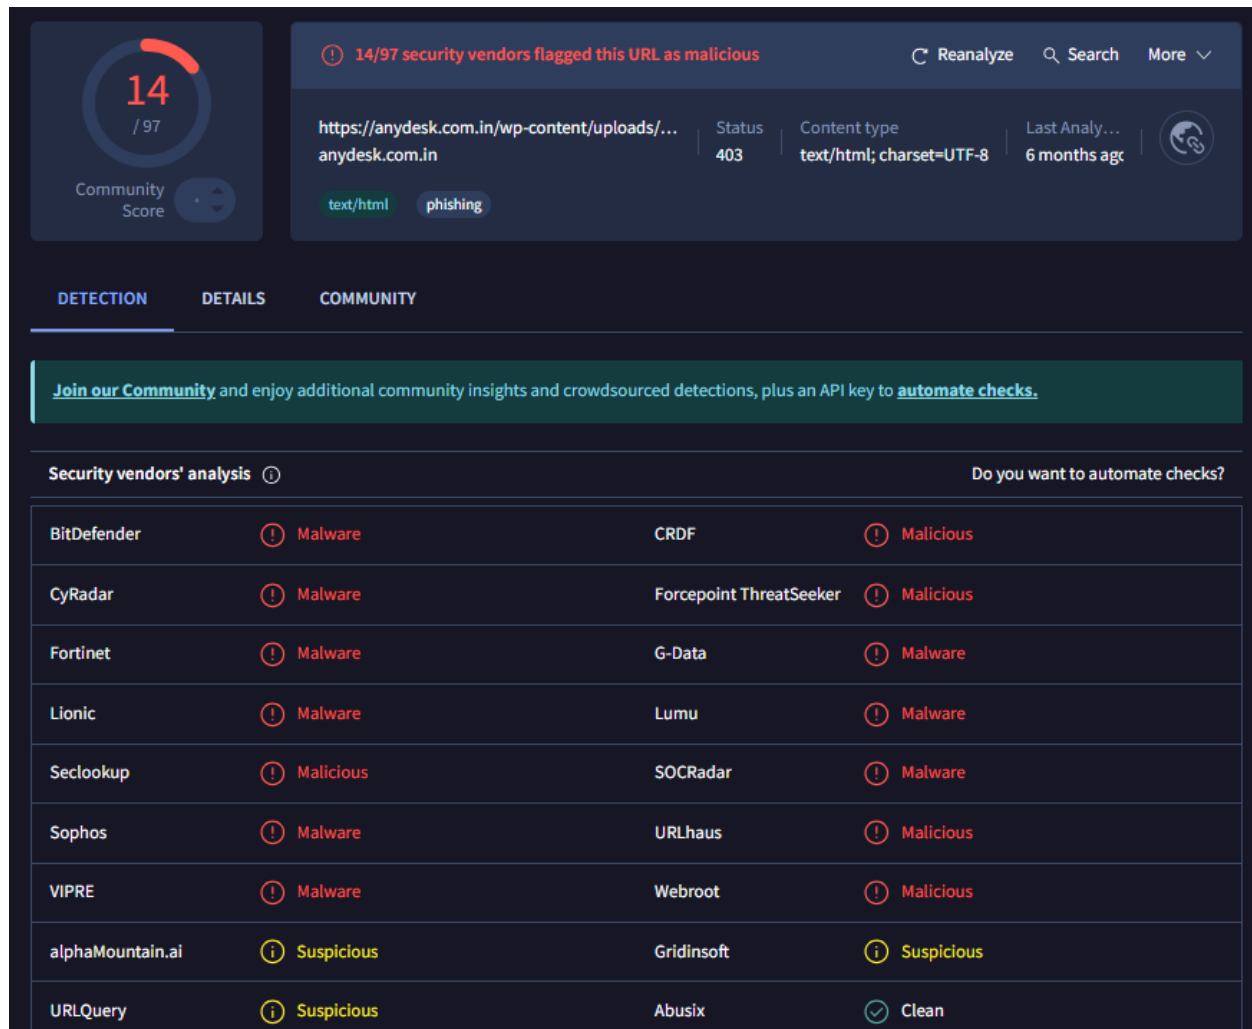 14
/ 97
Community
Score
14/97 security vendors flagged this URL as malicious
Reanalyze
Search
More
https://anydesk.com.in/wp-content/uploads/...
anydesk.com.in
Status
403
Content type
text/html; charset=UTF-8
Last Analy...
6 months agc
text/html
phishing
DETECTION
DETAILS
COMMUNITY
Join our Community and enjoy additional community insights and crowdsourced detections, plus an API key to automate checks.
Security vendors' analysis
Do you want to automate checks?
BitDefender Malware CRDF Malicious
CyRadar Malware Forcepoint ThreatSeeker Malicious
Fortinet Malware G-Data Malware
Lionic Malware Lumu Malware
Seclookup Malicious SOCRadar Malware
Sophos Malware URLhaus Malicious
VIPRE Malware Webroot Malicious
alphaMountain.ai Suspicious Gridinsoft Suspicious
URLQuery Suspicious Abusix Clean